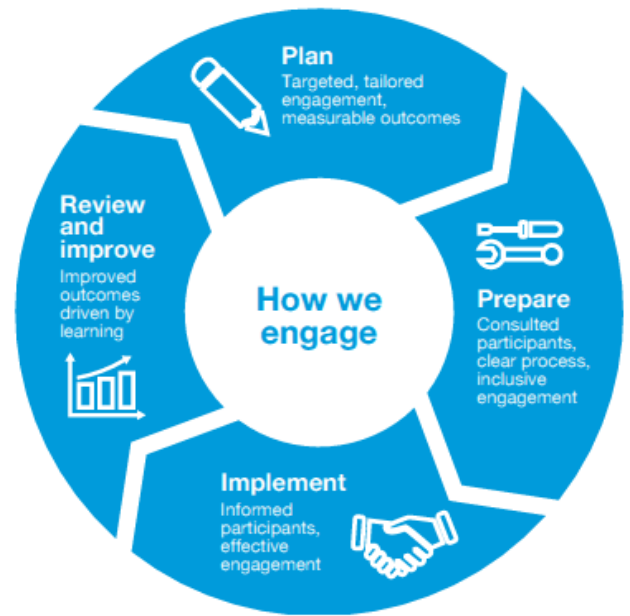 Plan
Targeted, tailored
engagement,
measurable outcomes
Prepare
Consulted
participants,
clear process,
inclusive
engagement
Implement
Informed
participants,
effective
engagement
Review
and
improve
Improved
outcomes
driven by
learning
How we
engage